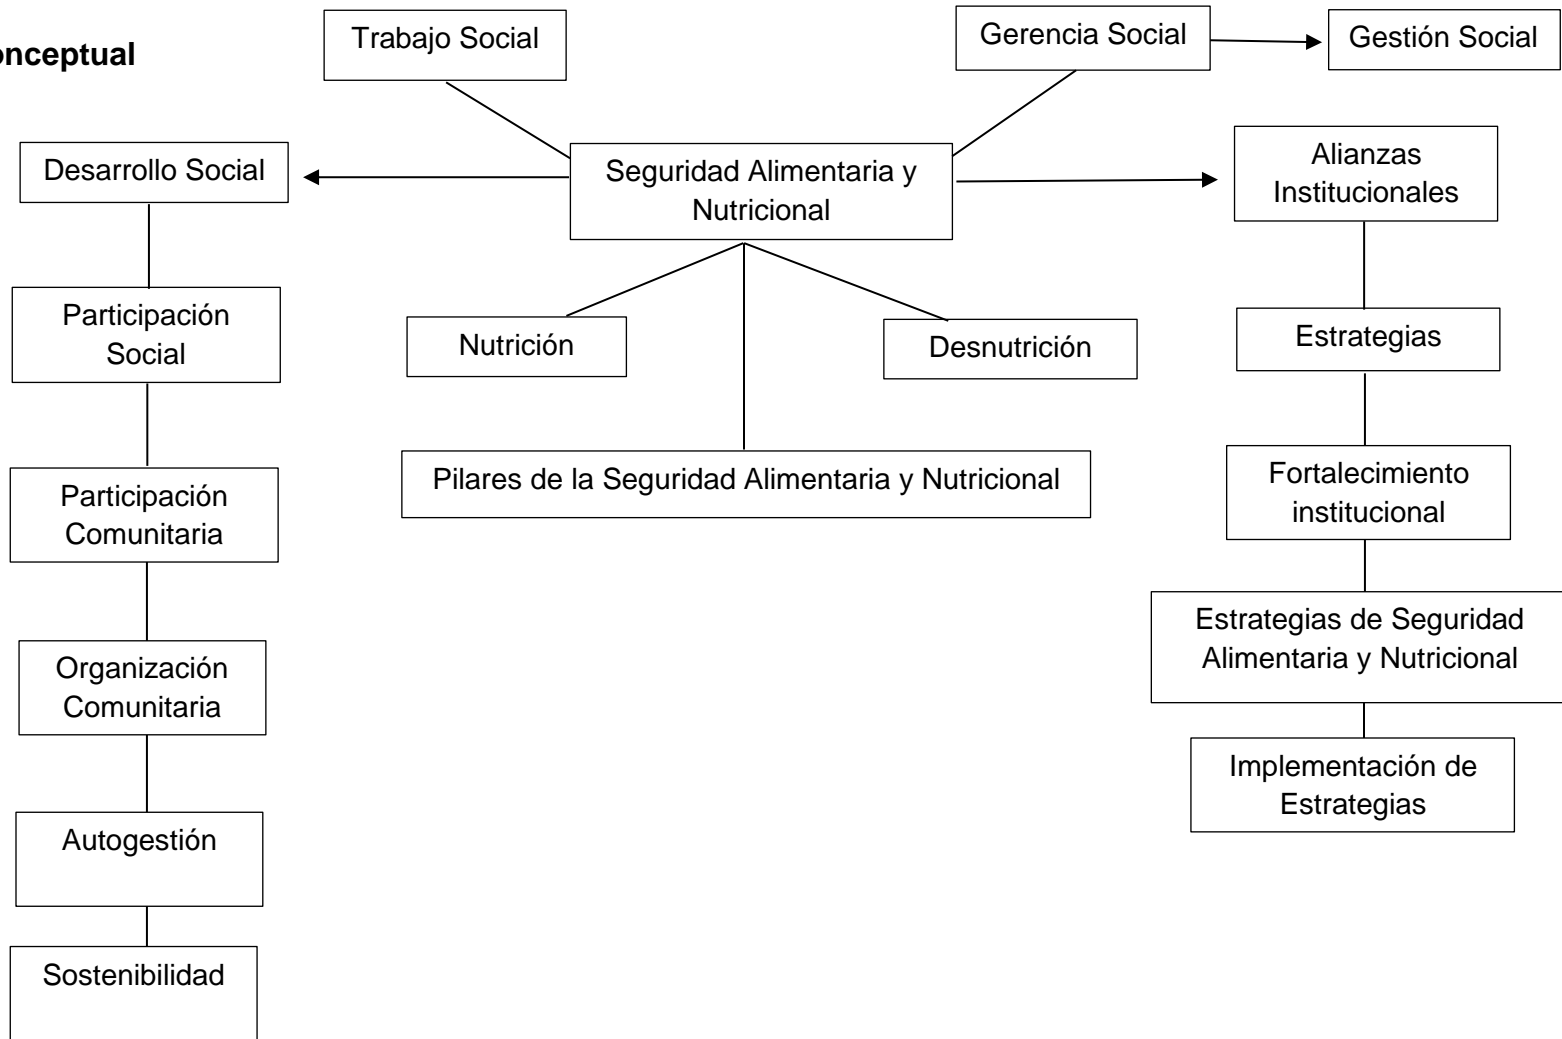 onceptual
Trabajo Social
Gerencia Social
Gestión Social
Desarrollo Social
Seguridad Alimentaria y
Nutricional
Alianzas
Institucionales
Participación
Social
Nutrición
Desnutrición
Estrategias
Pilares de la Seguridad Alimentaria y Nutricional
Participación
Comunitaria
Fortalecimiento
institucional
Organización
Comunitaria
Estrategias de Seguridad
Alimentaria y Nutricional
Autogestión
Implementación de
Estrategias
Sostenibilidad